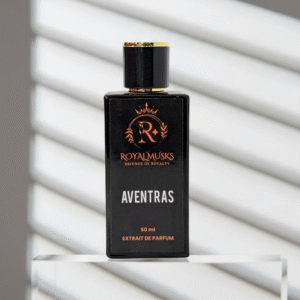 R
ROYALMUSKS
ESSENCE OF ROYALTY
AVENTRAS
50 ml
EXTRAIT DE PARFUM